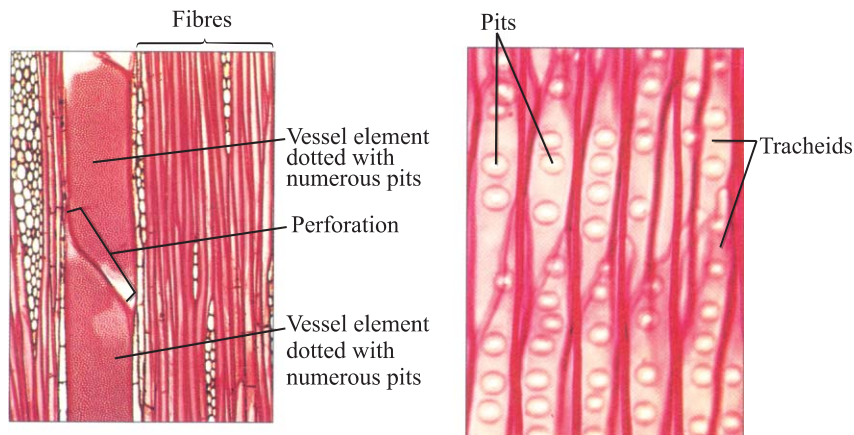 Fibres
Vessel element
dotted with
numerous pits
Perforation
Vessel element
dotted with
numerous pits
Pits
Tracheids